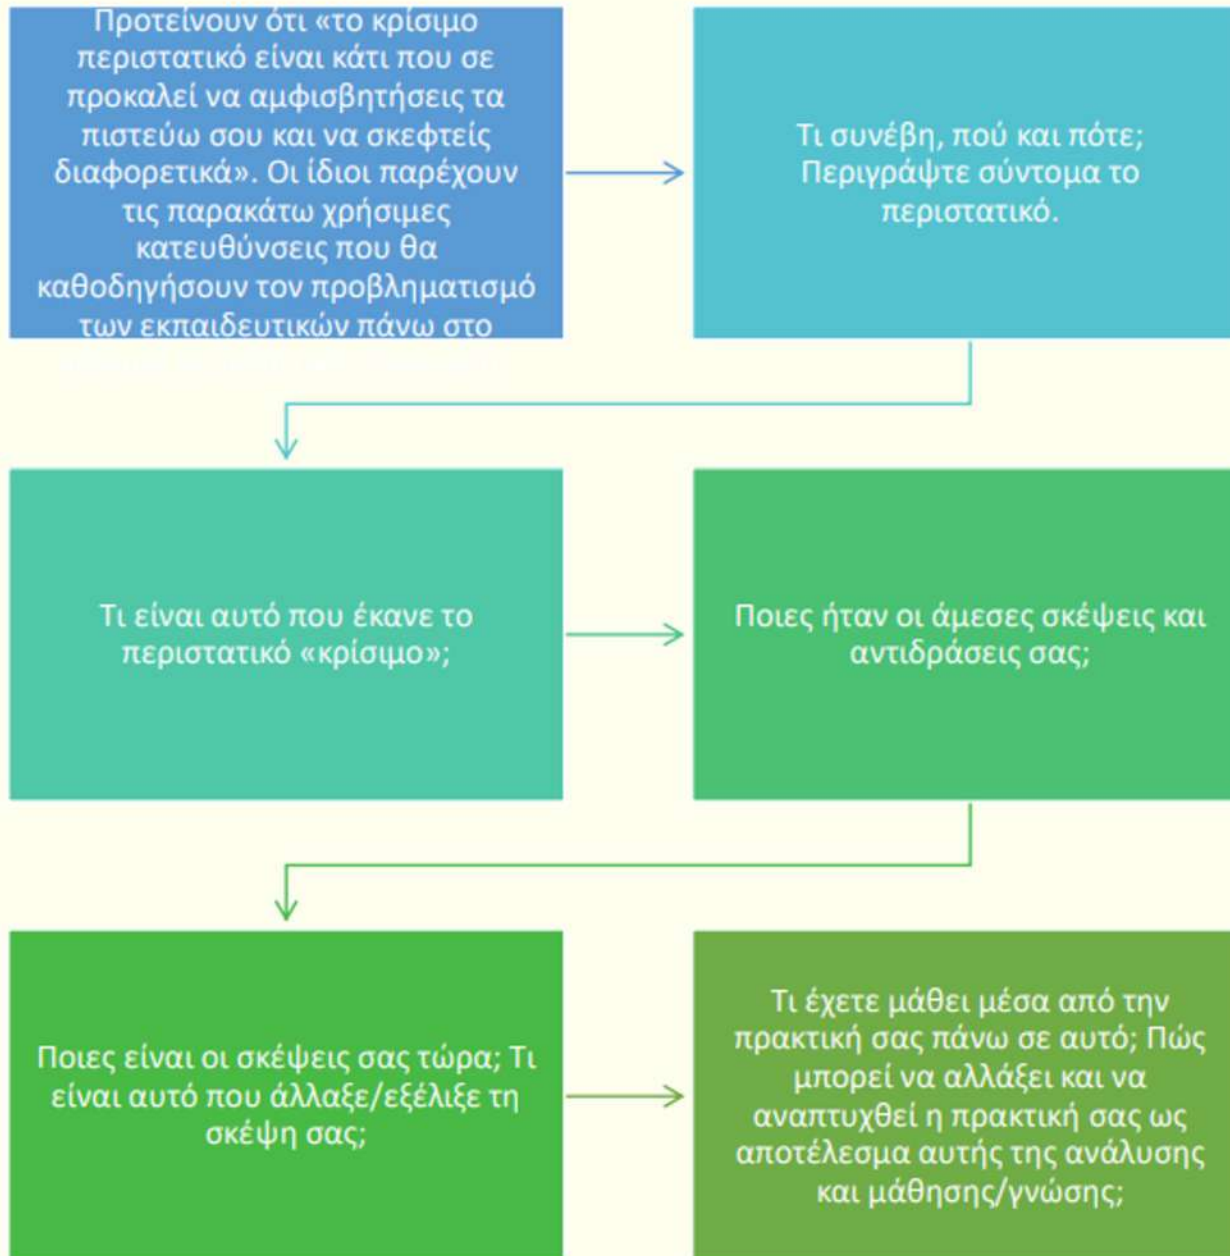 Προτείνουν ότι «το κρίσιμο
περιστατικό είναι κάτι που σε
προκαλεί να αμφισβητήσεις τα
πιστεύω σου και να σκεφτείς
διαφορετικά». Οι ίδιοι παρέχουν
τις παρακάτω χρήσιμες
κατευθύνσεις που θα
καθοδηγήσουν τον προβληματισμό
των εκπαιδευτικών πάνω στο
Τι συνέβη, πού και πότε;
Περιγράψτε σύντομα το
περιστατικό.
Τι είναι αυτό που έκανε το
περιστατικό «κρίσιμο»;
Ποιες ήταν οι άμεσες σκέψεις και
αντιδράσεις σας;
Ποιες είναι οι σκέψεις σας τώρα; Τι
είναι αυτό που άλλαξε/εξέλιξε τη
σκέψη σας;
Τι έχετε μάθει μέσα από την
πρακτική σας πάνω σε αυτό; Πώς
μπορεί να αλλάξει και να
αναπτυχθεί η πρακτική σας ως
αποτέλεσμα αυτής της ανάλυσης
και μάθησης/γνώσης;